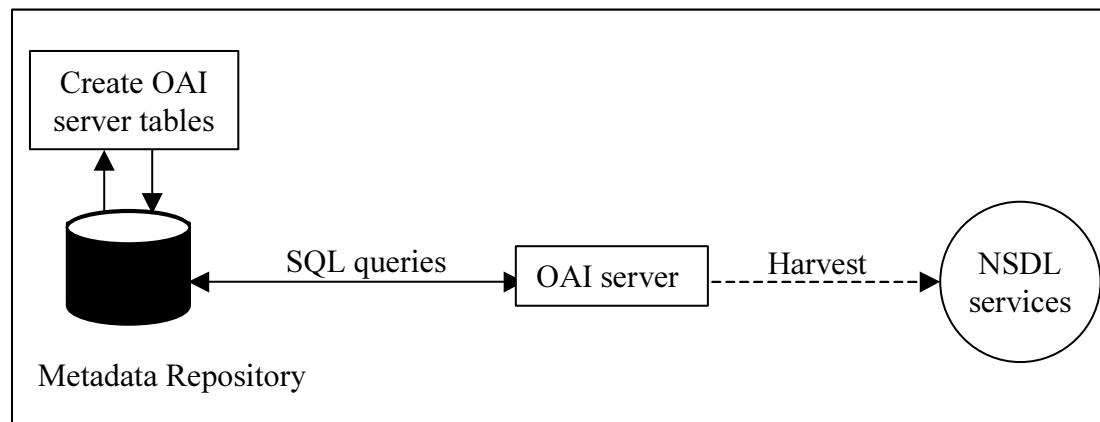 Create OAI
server tables
SQL queries
OAI server
Harvest
NSDL
services
Metadata Repository